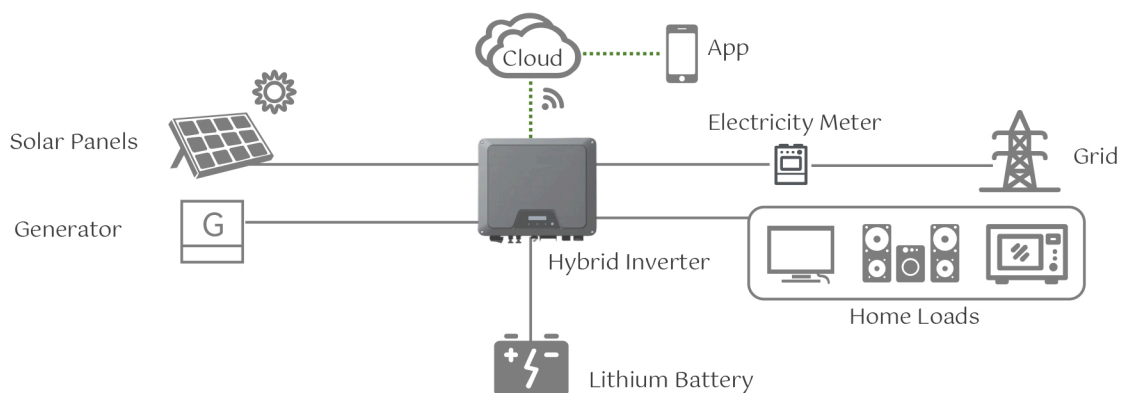 Cloud
App
Solar Panels
Electricity Meter
Grid
Generator
G
Hybrid Inverter
Home Loads
Lithium Battery